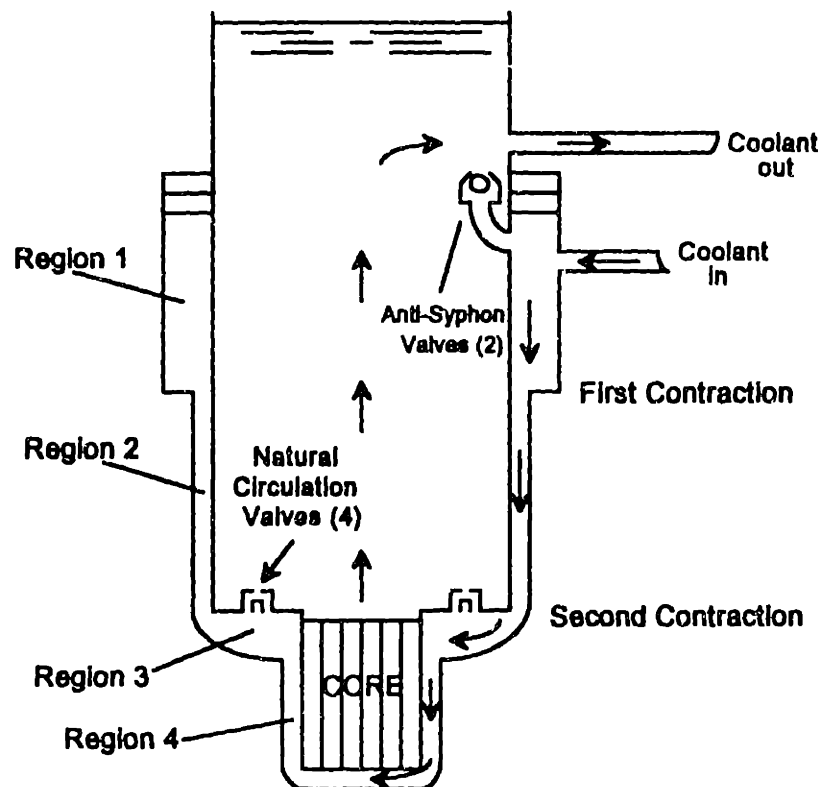 Coolant
out
Region 1
Coolant
in
Anti-Syphon
Valves (2)
First Contraction
Region 2
Natural
Circulation
Valves (4)
Second Contraction
Region 3
CORE
Region 4